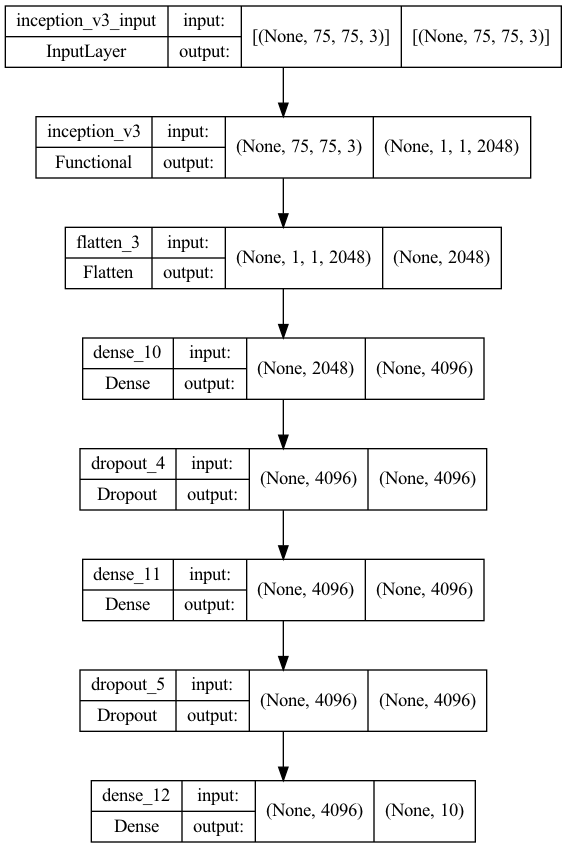 inception_v3_input input: [(None, 75, 75, 3)] [(None, 75, 75, 3)]
InputLayer output:
inception_v3 input: (None, 75, 75, 3) (None, 1, 1, 2048)
Functional output:
flatten_3 input: (None, 1, 1, 2048) (None, 2048)
Flatten output:
dense_10 input: (None, 2048) (None, 4096)
Dense output:
dropout_4 input: (None, 4096) (None, 4096)
Dropout output:
dense_11 input: (None, 4096) (None, 4096)
Dense output:
dropout_5 input: (None, 4096) (None, 4096)
Dropout output:
dense_12 input: (None, 4096) (None, 10)
Dense output: